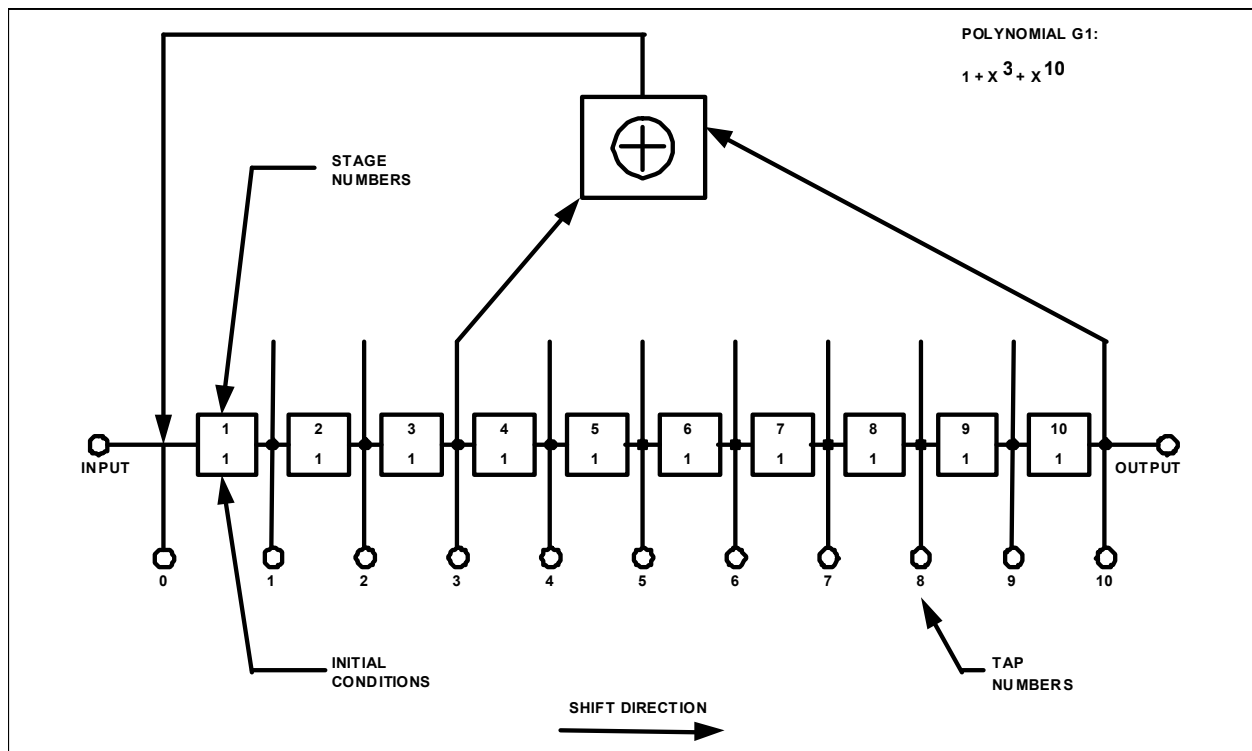 POLYNOMIAL G1:
1 + X 3 + X 10
STAGE
NUMBERS
1 2 3 4 5 6 7 8 9 10
1 1 1 1 1 1 1 1 1 1
INPUT
OUTPUT
0 1 2 3 4 5 6 7 8 9 10
INITIAL
CONDITIONS
TAP
NUMBERS
SHIFT DIRECTION